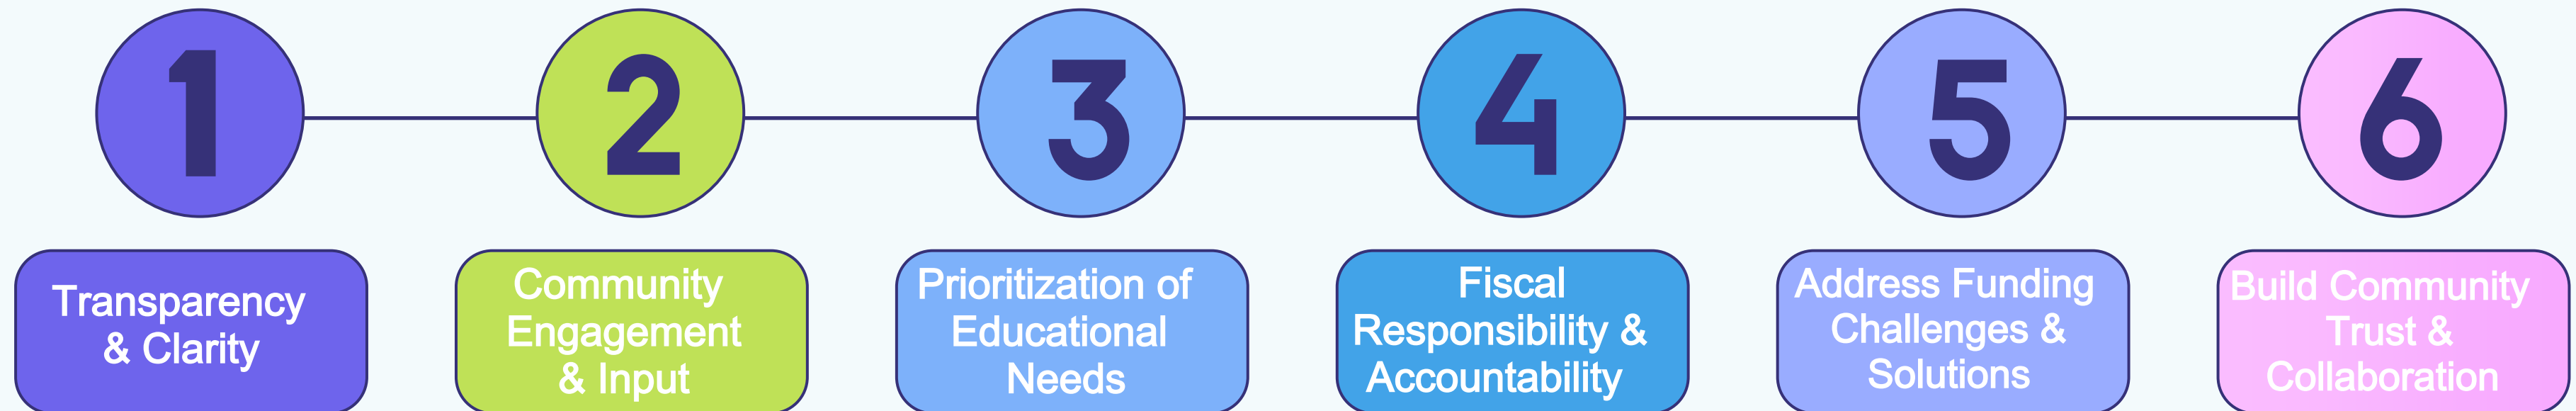 1
2
3
4
5
6
Transparency
& Clarity
Community
Engagement
& Input
Prioritization of
Educational
Needs
Fiscal
Responsibility &
Accountability
Address Funding
Challenges &
Solutions
Build Community
Trust &
Collaboration